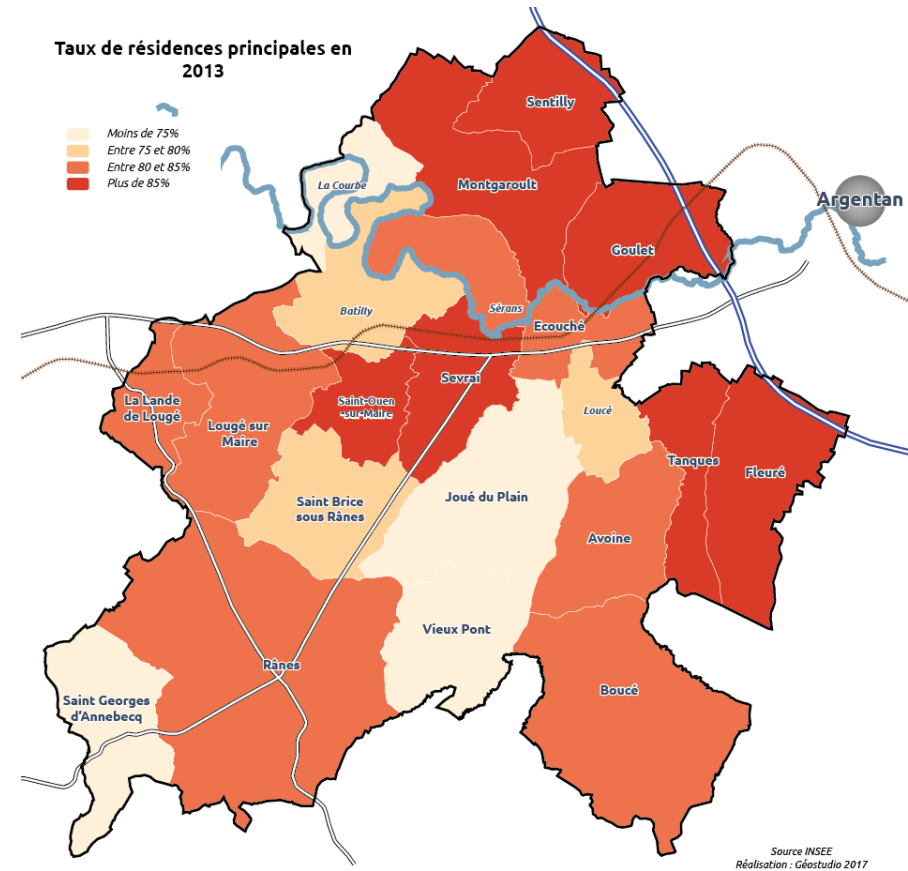 Taux de résidences principales en
2013
Moins de 75%
Entre 75 et 80%
Entre 80 et 85%
Plus de 85%
Sentilly
La Courbe
Montgaroult
Argentan
Goulet
Batilly
Sérans
Ecouché
Sevrai
La Lande
de Lougé
Saint-Ouen
-sur-Maire
Loucé
Lougé sur
Maire
Tanques
Fleuré
Saint Brice
sous Rânes
Joué du Plain
Avoine
Vieux Pont
Rânes
Boucé
Saint Georges
d'Annebecq
Source INSEE
Réalisation : Géostudio 2017